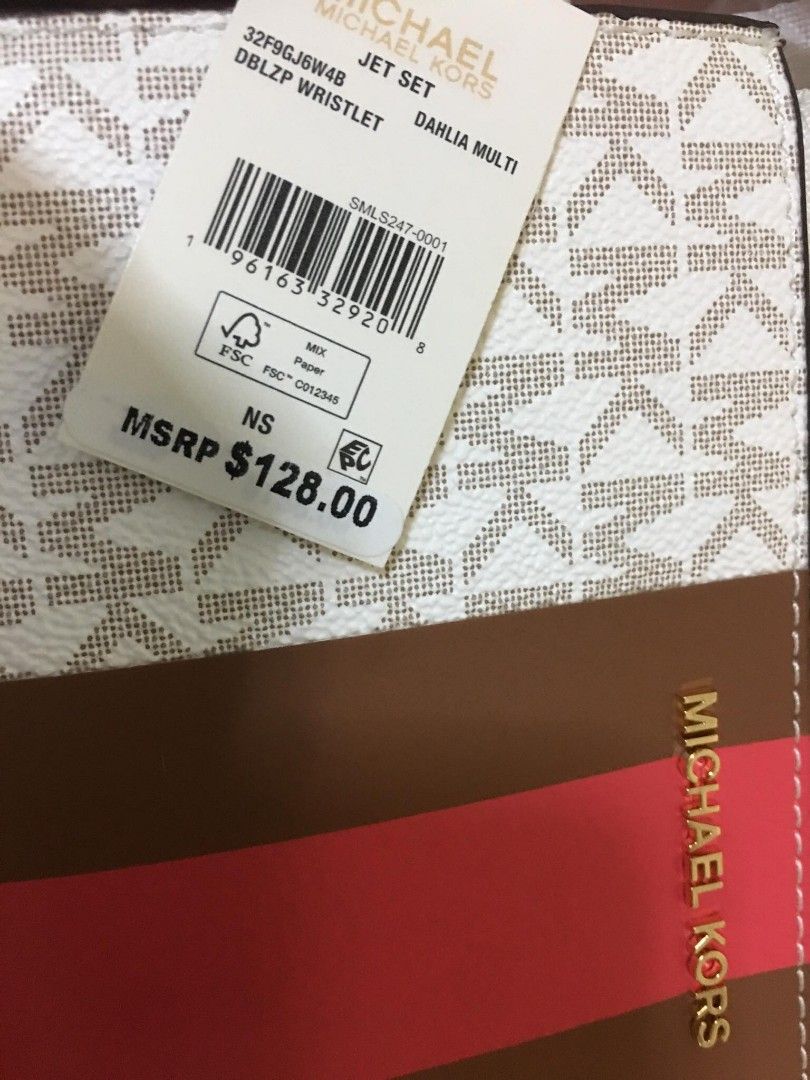 MICHAEL
MICHAEL KORS
32F9GJ6W4B JET SET
DBLZP WRISTLET DAHLIA MULTI
SMLS247-0001
1 96163 32920 8
FSC
MIX
Paper
FSC™ C012345
NS
EPC
MSRP $128.00
MICHAEL KORS